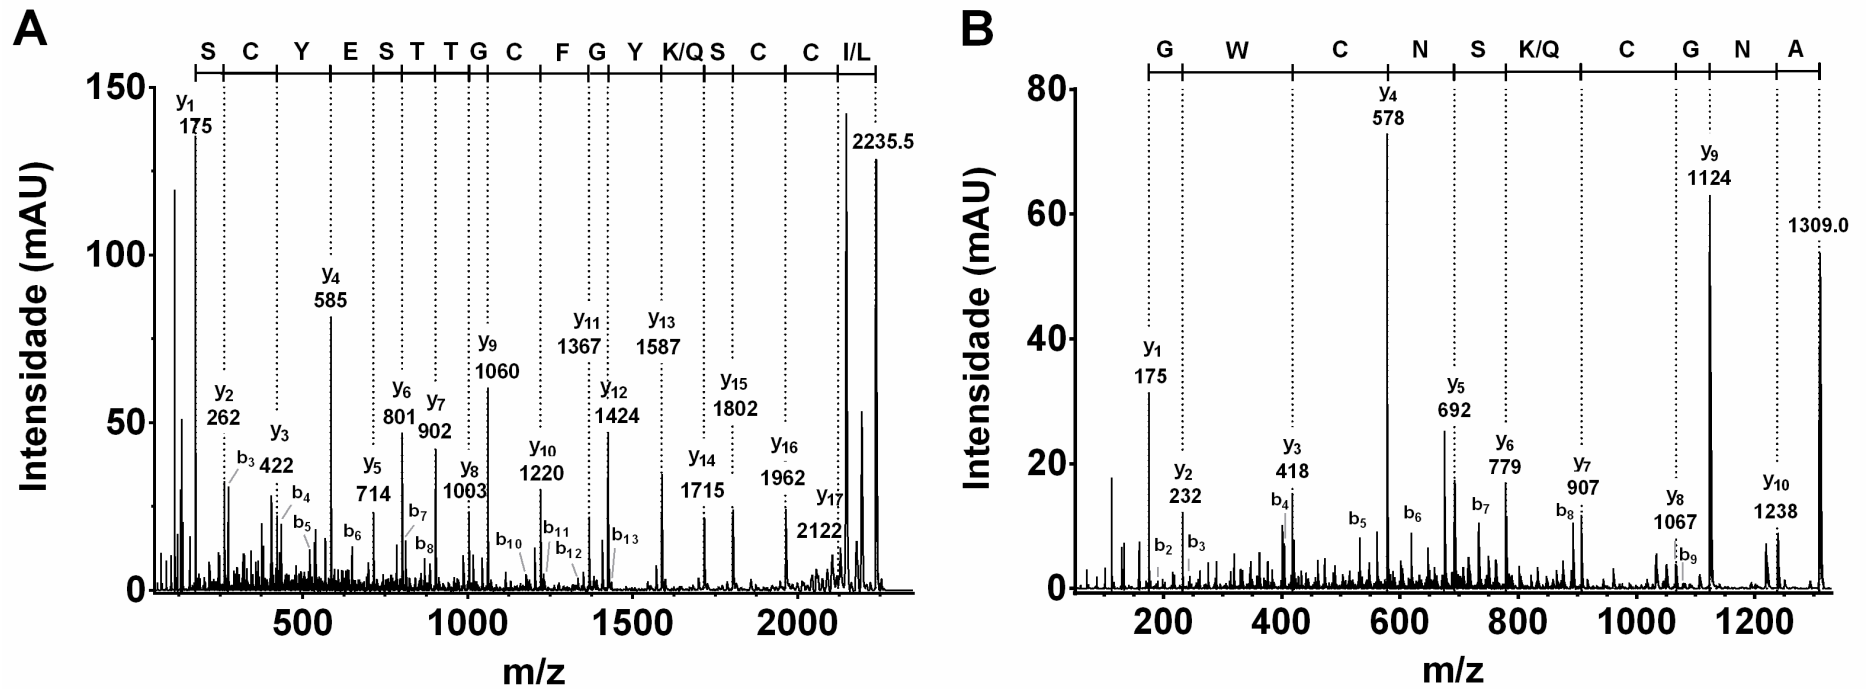 A
S C Y E S T T G C F G Y K/Q S C C I/L
Intensidade (mAU)
150
100
50
0
y1
175
y2
262
b3
y3
422
b4
b5
y4
585
b6
y5
714
y6
801
b7
y7
902
b8
y8
1003
y9
1060
b10
y10
1220
b11
b12
y11
1367
y12
1424
b13
y13
1587
y14
1715
y15
1802
y16
1962
y17
2122
2235.5
500 1000 1500 2000
m/z
B
G W C N S K/Q C G N A
Intensidade (mAU)
80
60
40
20
0
y1
175
b2
y2
232
b3
b4
y3
418
b5
y4
578
b6
y5
692
b7
y6
779
b8
y7
907
y8
1067
b9
y9
1124
y10
1238
1309.0
200 400 600 800 1000 1200
m/z